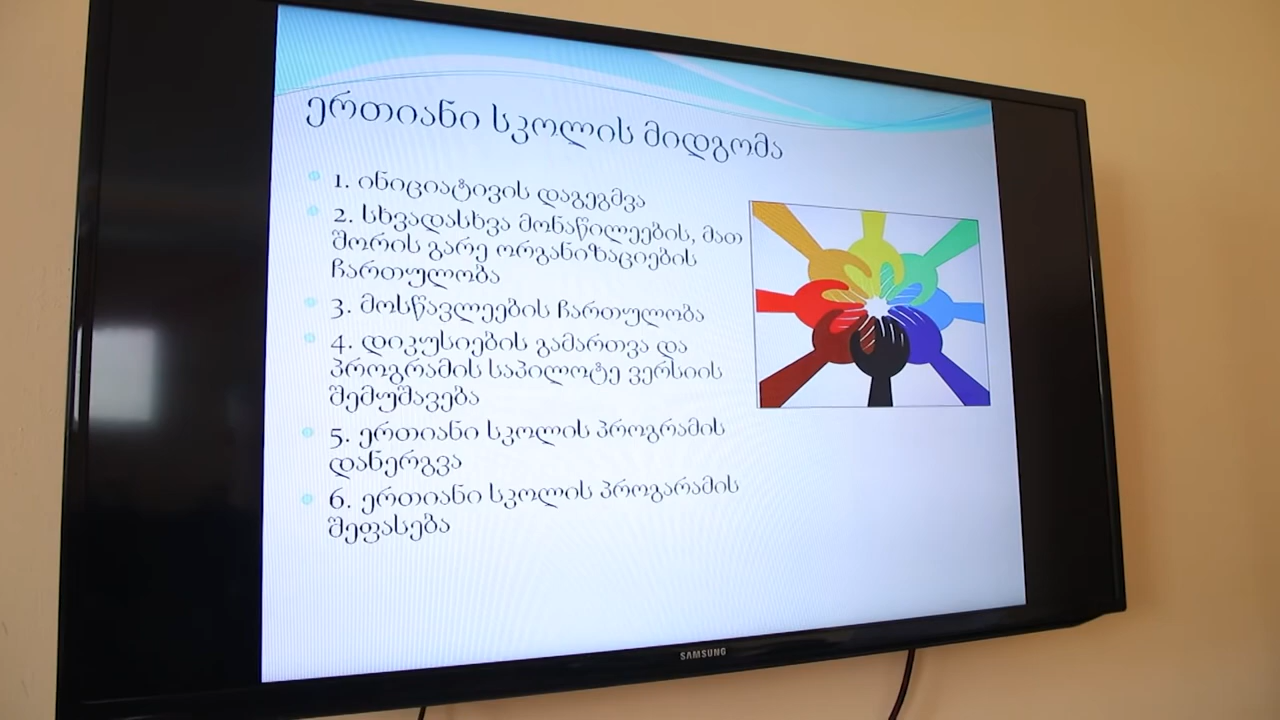 ერთიანი სკოლის მიდგომა
1. ინიციატივის დაგეგმვა
2. სხვადასხვა მონაწილეების, მათ
შორის გარე ორგანიზაციების
ჩართულობა
3. მოსწავლეების ჩართულობა
4. დიკუსიების გამართვა და
პროგრამის საპილოტე ვერსიის
შემუშავება
5. ერთიანი სკოლის პროგრამის
დანერგვა
6. ერთიანი სკოლის პროგარამის
შეფასება
SAMSUNG